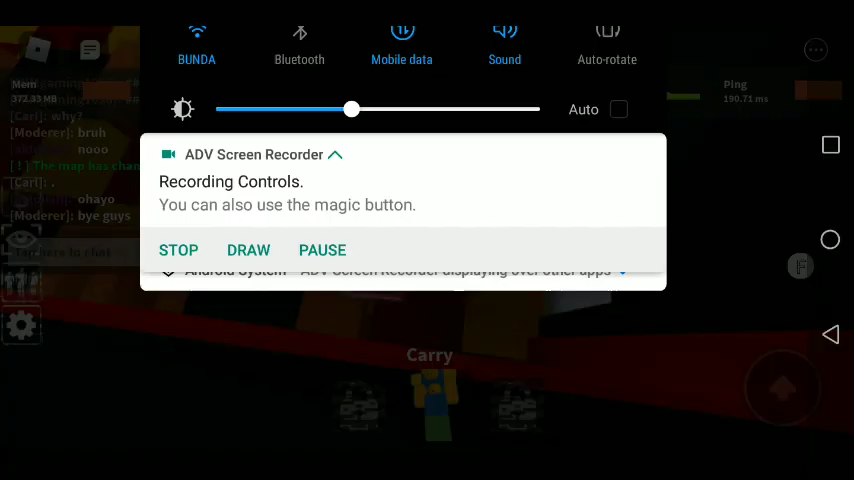 BUNDA Bluetooth Mobile data Sound Auto-rotate
Auto
Mem
372.33 MB
Ping
190.71 ms
[Carl]: why?
[Moderer]: bruh
nooo
[!] The map has chan
[Carl]: .
ohayo
[Moderer]: bye guys
Tap here to chat
ADV Screen Recorder
Recording Controls.
You can also use the magic button.
STOP DRAW PAUSE
Android System ADV Screen Recorder displaying over other apps
F
Carry